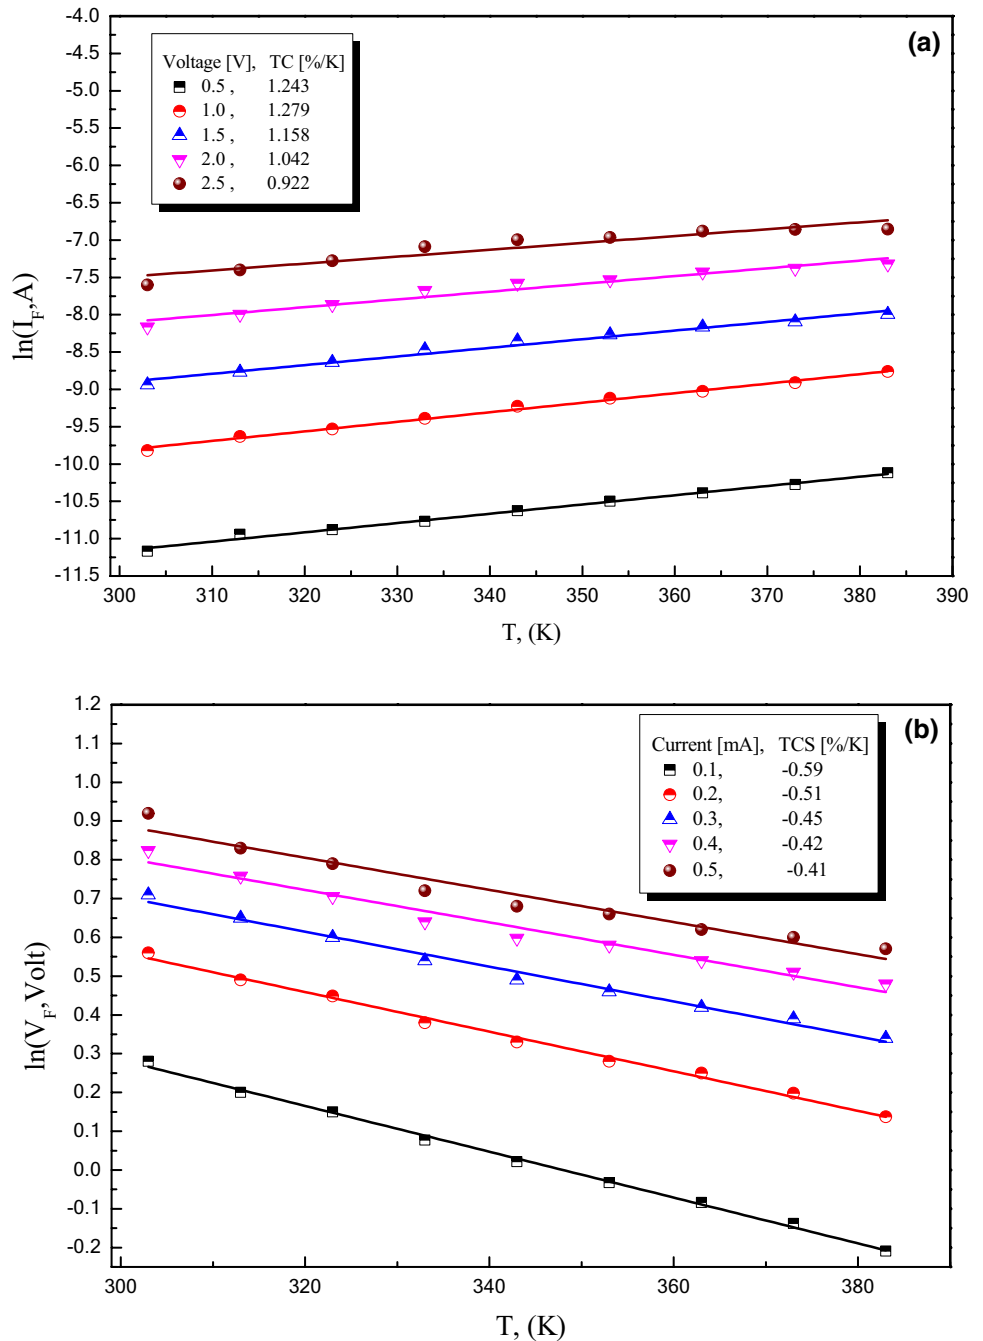 (a)
Voltage [V], TC [%/K]
0.5 , 1.243
1.0 , 1.279
1.5 , 1.158
2.0 , 1.042
2.5 , 0.922
-4.0
-4.5
-5.0
-5.5
-6.0
-6.5
-7.0
-7.5
-8.0
-8.5
-9.0
-9.5
-10.0
-10.5
-11.0
-11.5
ln(I_F,A)
300 310 320 330 340 350 360 370 380 390
T, (K)
(b)
Current [mA], TCS [%/K]
0.1, -0.59
0.2, -0.51
0.3, -0.45
0.4, -0.42
0.5, -0.41
1.2
1.1
1.0
0.9
0.8
0.7
0.6
0.5
0.4
0.3
0.2
0.1
0.0
-0.1
-0.2
ln(V_F,Volt)
300 320 340 360 380
T, (K)